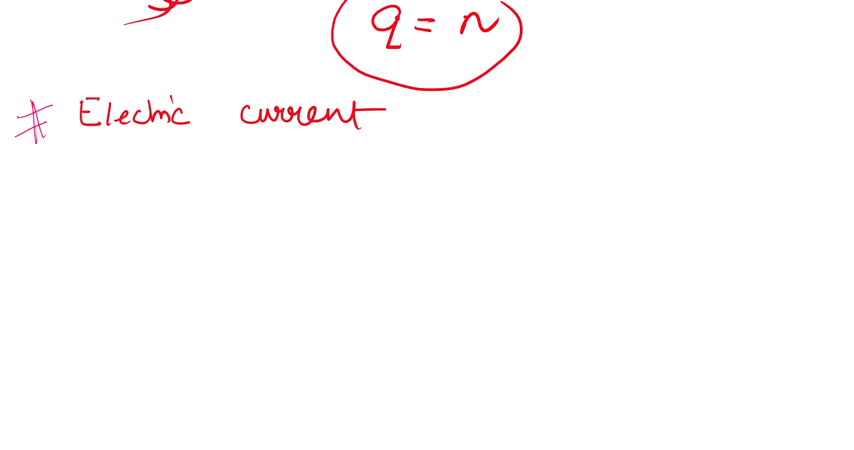 q = n
# Electric current